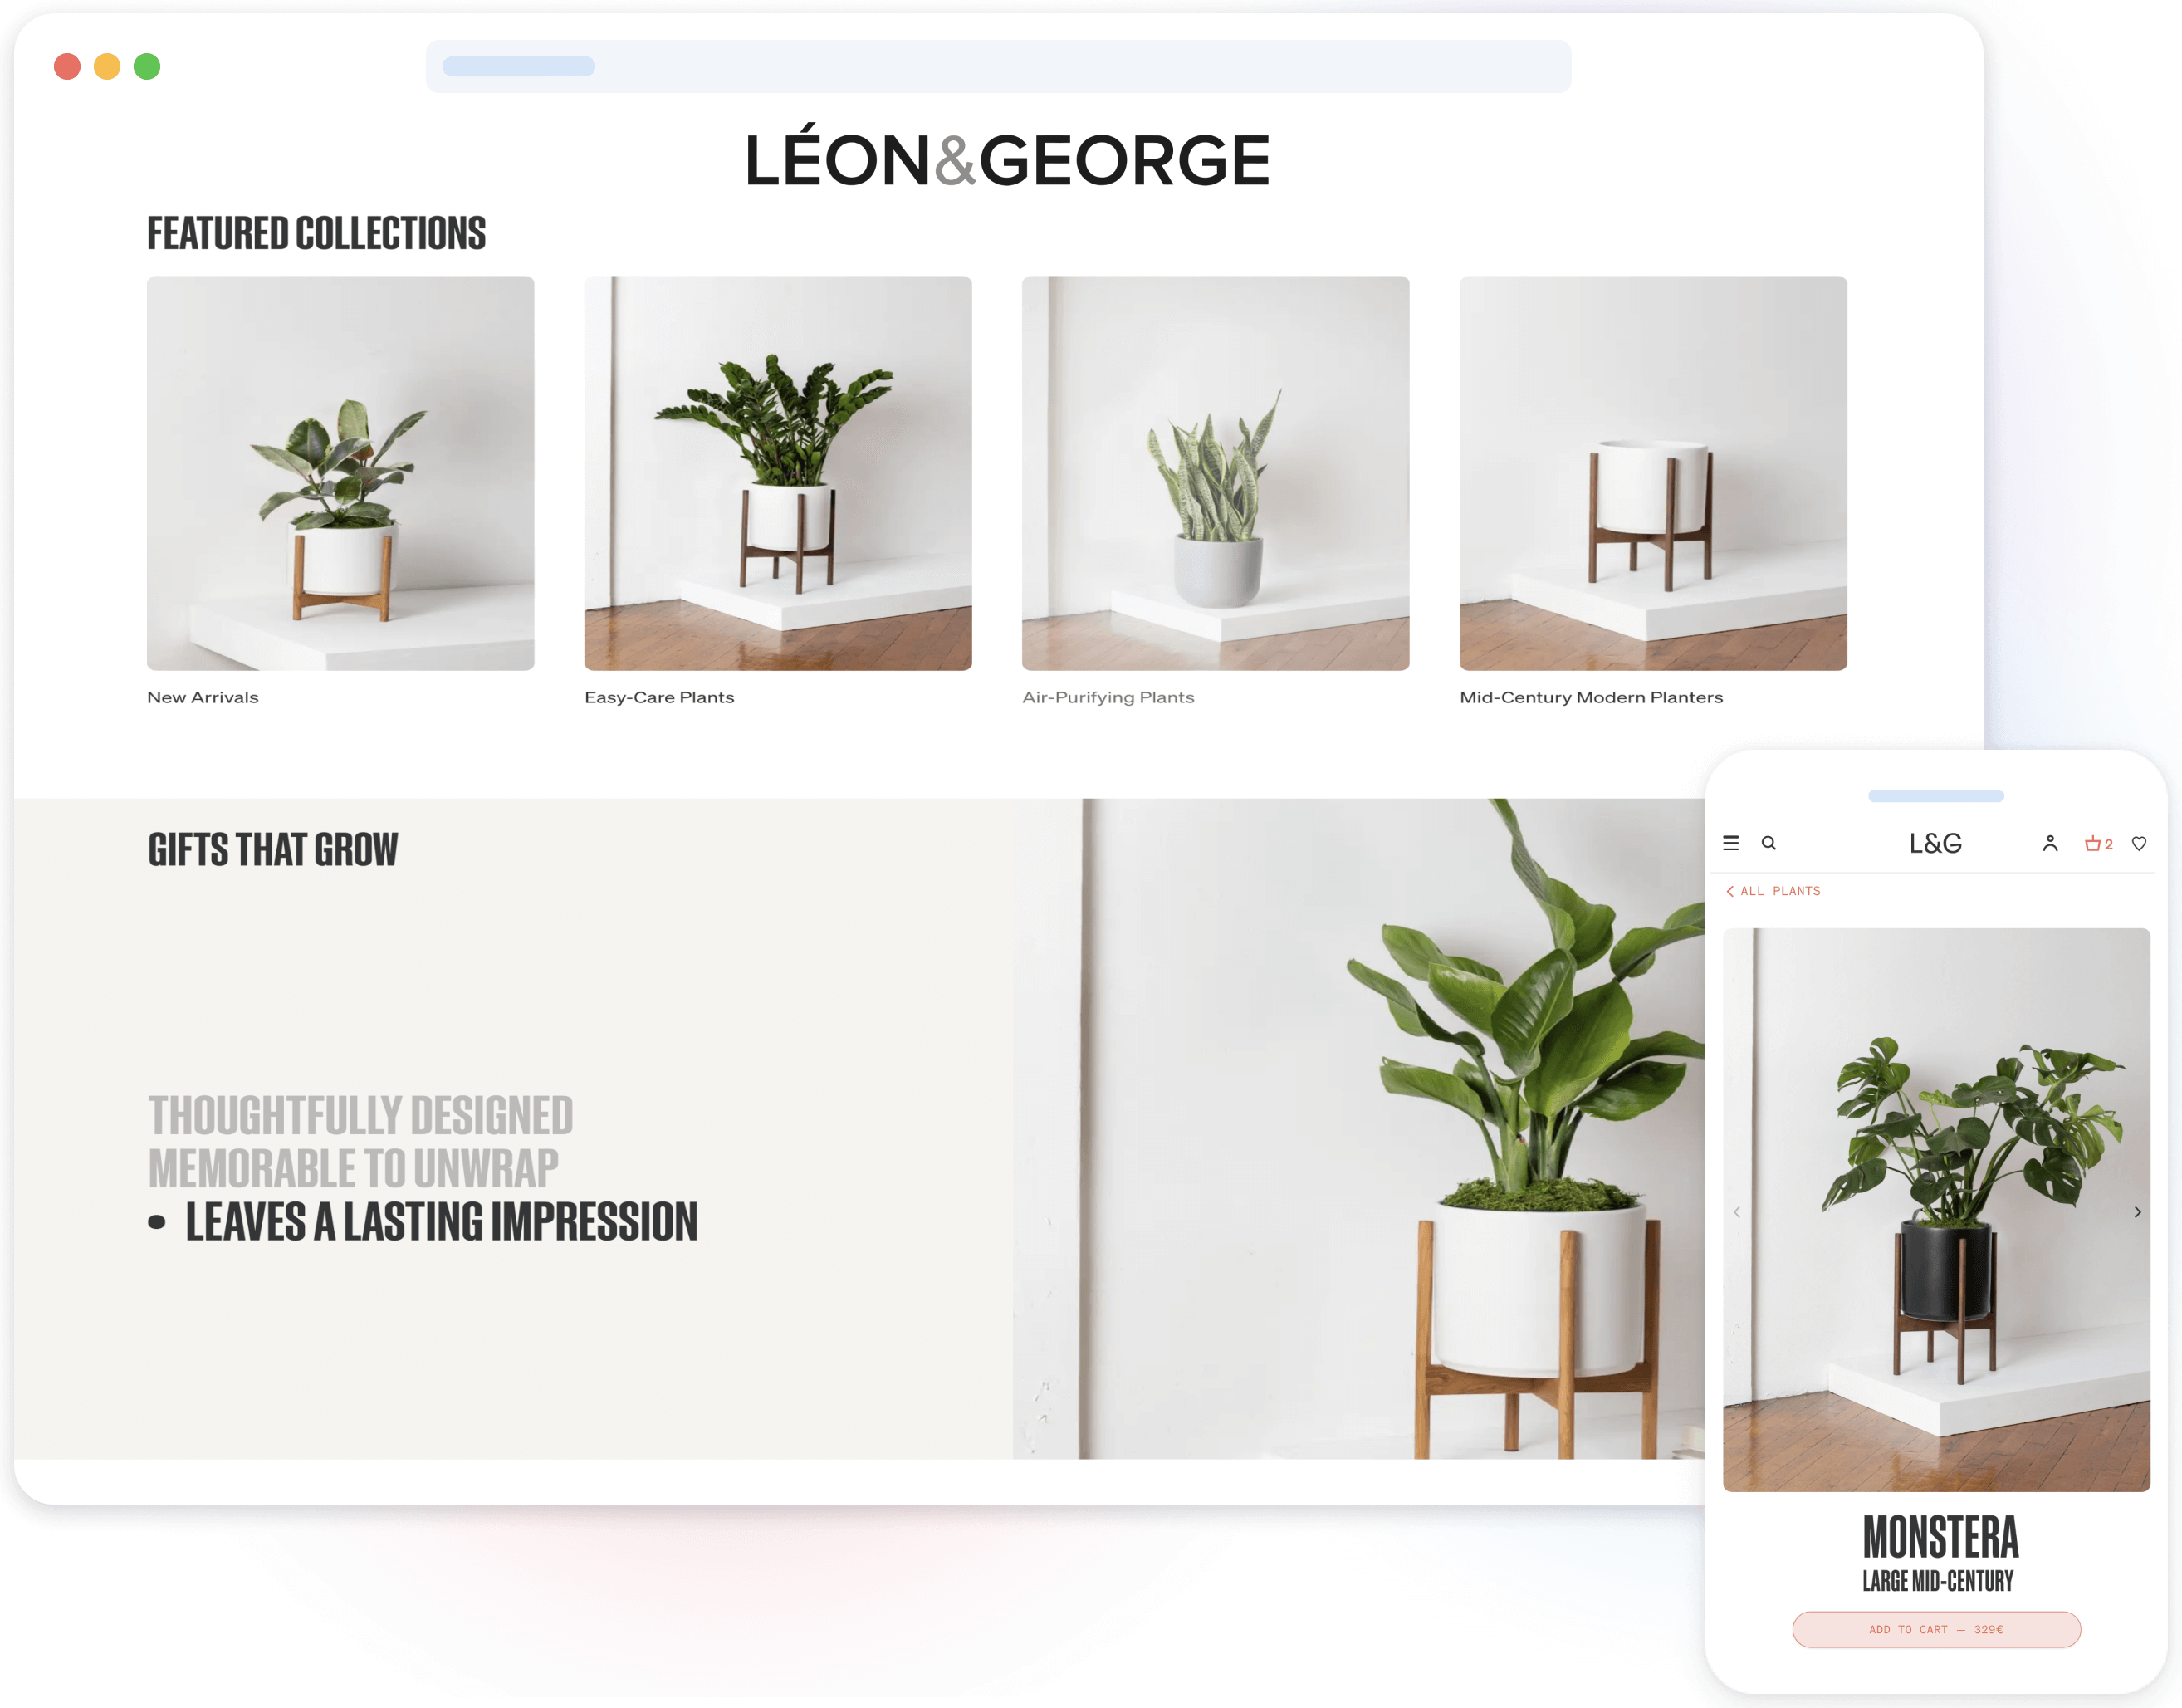 LÉON&GEORGE
FEATURED COLLECTIONS
New Arrivals
Easy-Care Plants
Air-Purifying Plants
Mid-Century Modern Planters
GIFTS THAT GROW
THOUGHTFULLY DESIGNED
MEMORABLE TO UNWRAP
• LEAVES A LASTING IMPRESSION
L&G
2
ALL PLANTS
MONSTERA
LARGE MID-CENTURY
ADD TO CART — 329€